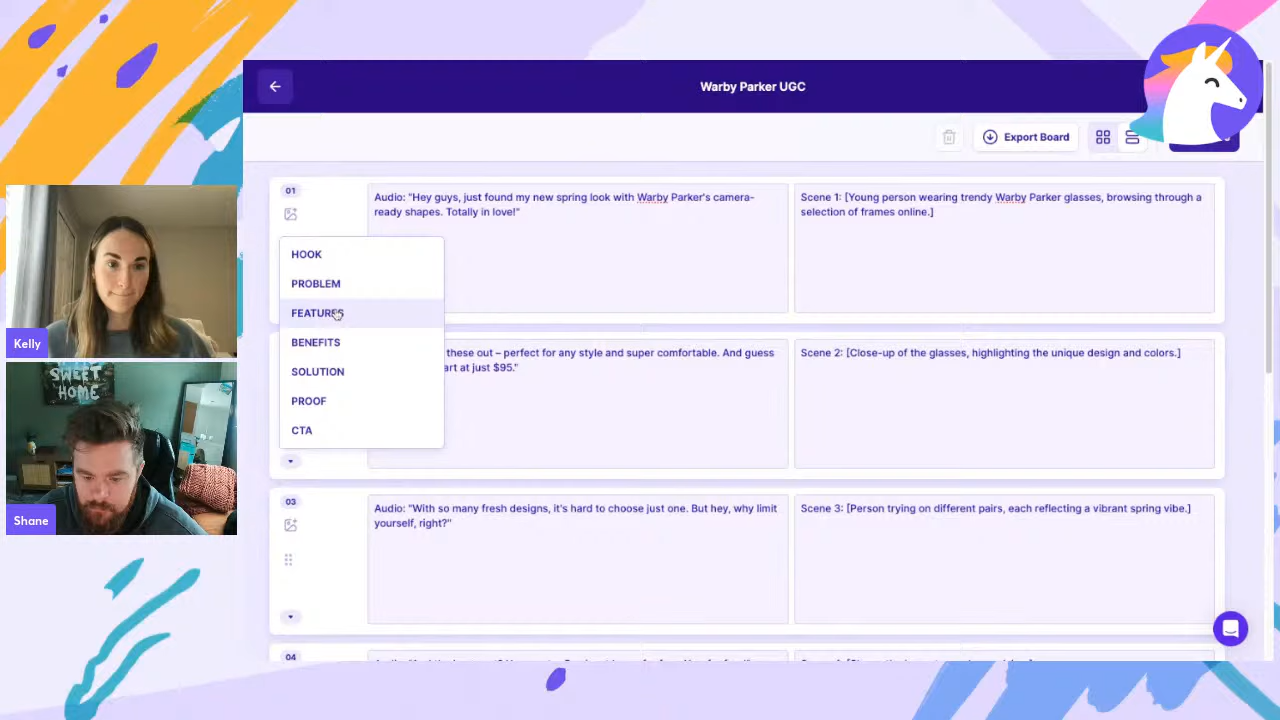 Warby Parker UGC
Export Board
01
Audio: "Hey guys, just found my new spring look with Warby Parker's camera-
ready shapes. Totally in love!"
Scene 1: [Young person wearing trendy Warby Parker glasses, browsing through a
selection of frames online.]
HOOK
PROBLEM
FEATURES
BENEFITS
SOLUTION
PROOF
CTA
these out – perfect for any style and super comfortable. And guess
art at just $95."
Scene 2: [Close-up of the glasses, highlighting the unique design and colors.]
03
Audio: "With so many fresh designs, it's hard to choose just one. But hey, why limit
yourself, right?"
Scene 3: [Person trying on different pairs, each reflecting a vibrant spring vibe.]
04
Kelly
SWEET
HOME
Shane